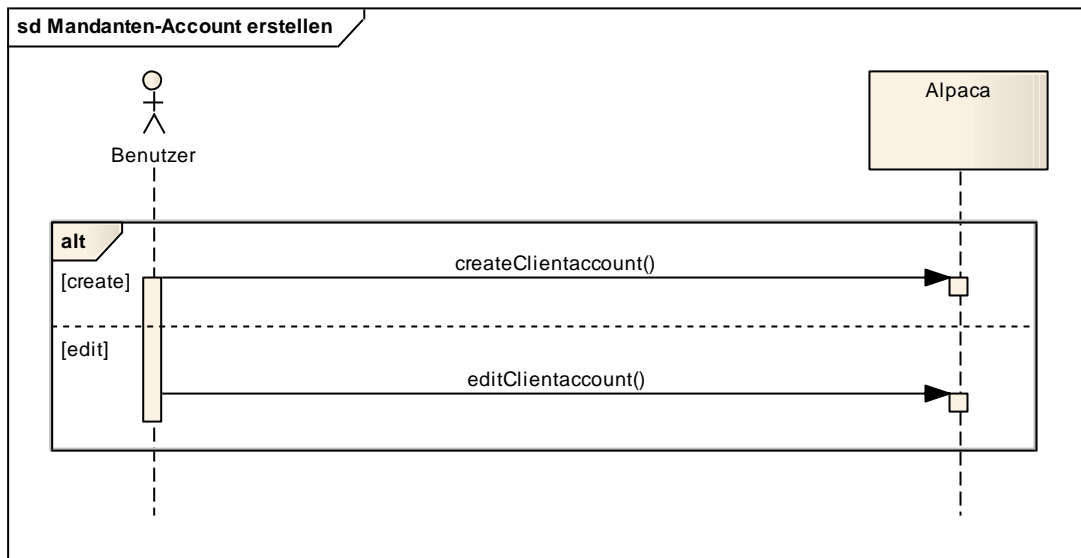 sd Mandanten-Account erstellen
Benutzer
Alpaca
alt
[create]
createClientaccount()
[edit]
editClientaccount()